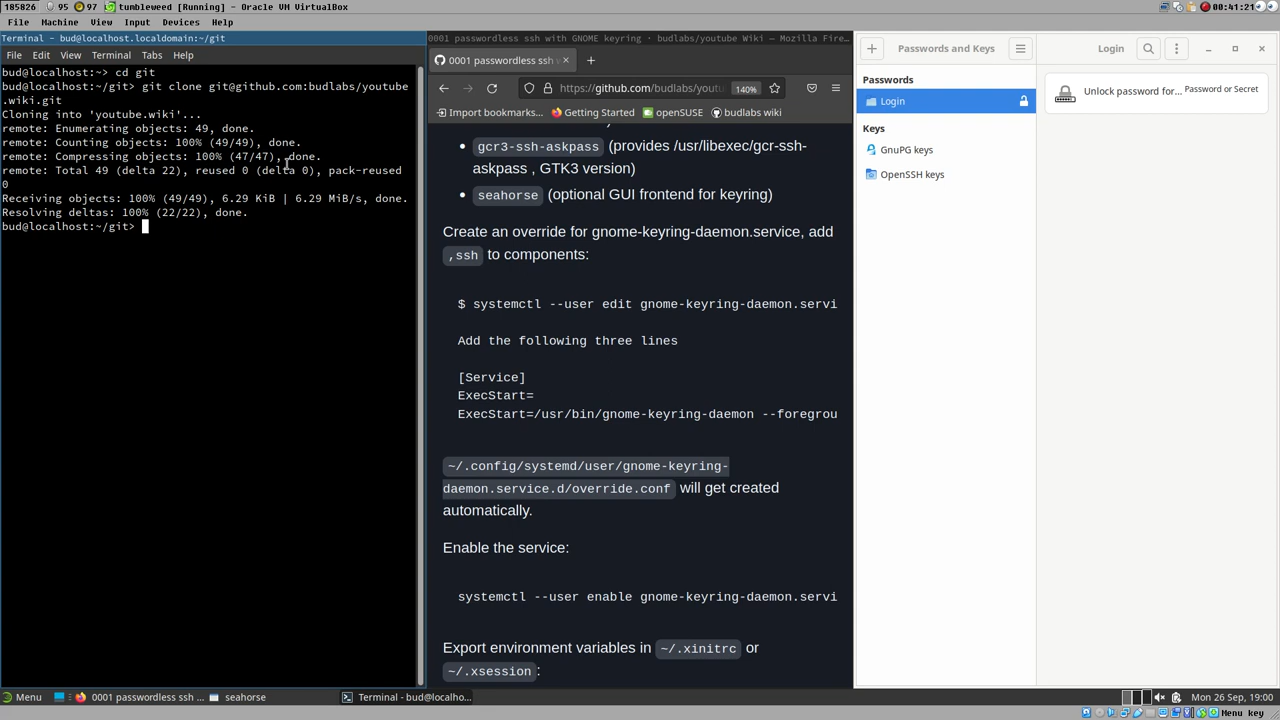 185826 95 97 tumbleweed [Running] - Oracle VM VirtualBox 00:41:21
File Machine View Input Devices Help
Terminal - bud@localhost.localdomain:~/git
File Edit View Terminal Tabs Help
bud@localhost:~> cd git
bud@localhost:~/git> git clone git@github.com:budlabs/youtube
.wiki.git
Cloning into 'youtube.wiki'...
remote: Enumerating objects: 49, done.
remote: Counting objects: 100% (49/49), done.
remote: Compressing objects: 100% (47/47), done.
remote: Total 49 (delta 22), reused 0 (delta 0), pack-reused
0
Receiving objects: 100% (49/49), 6.29 KiB | 6.29 MiB/s, done.
Resolving deltas: 100% (22/22), done.
bud@localhost:~/git>
0001 passwordless ssh with GNOME keyring · budlabs/youtube Wiki — Mozilla Fire…
0001 passwordless ssh w
https://github.com/budlabs/youtu 140%
Import bookmarks... Getting Started openSUSE budlabs wiki
gcr3-ssh-askpass (provides /usr/libexec/gcr-ssh-
askpass , GTK3 version)
seahorse (optional GUI frontend for keyring)
Create an override for gnome-keyring-daemon.service, add
,ssh to components:
$ systemctl --user edit gnome-keyring-daemon.servi
Add the following three lines
[Service]
ExecStart=
ExecStart=/usr/bin/gnome-keyring-daemon --foregrou
~/.config/systemd/user/gnome-keyring-
daemon.service.d/override.conf will get created
automatically.
Enable the service:
systemctl --user enable gnome-keyring-daemon.servi
Export environment variables in ~/.xinitrc or
~/.xsession :
Passwords and Keys
Login
Passwords
Login
Keys
GnuPG keys
OpenSSH keys
Unlock password for... Password or Secret
Menu 0001 passwordless ssh ... seahorse Terminal - bud@localho... Mon 26 Sep, 19:00
Menu key